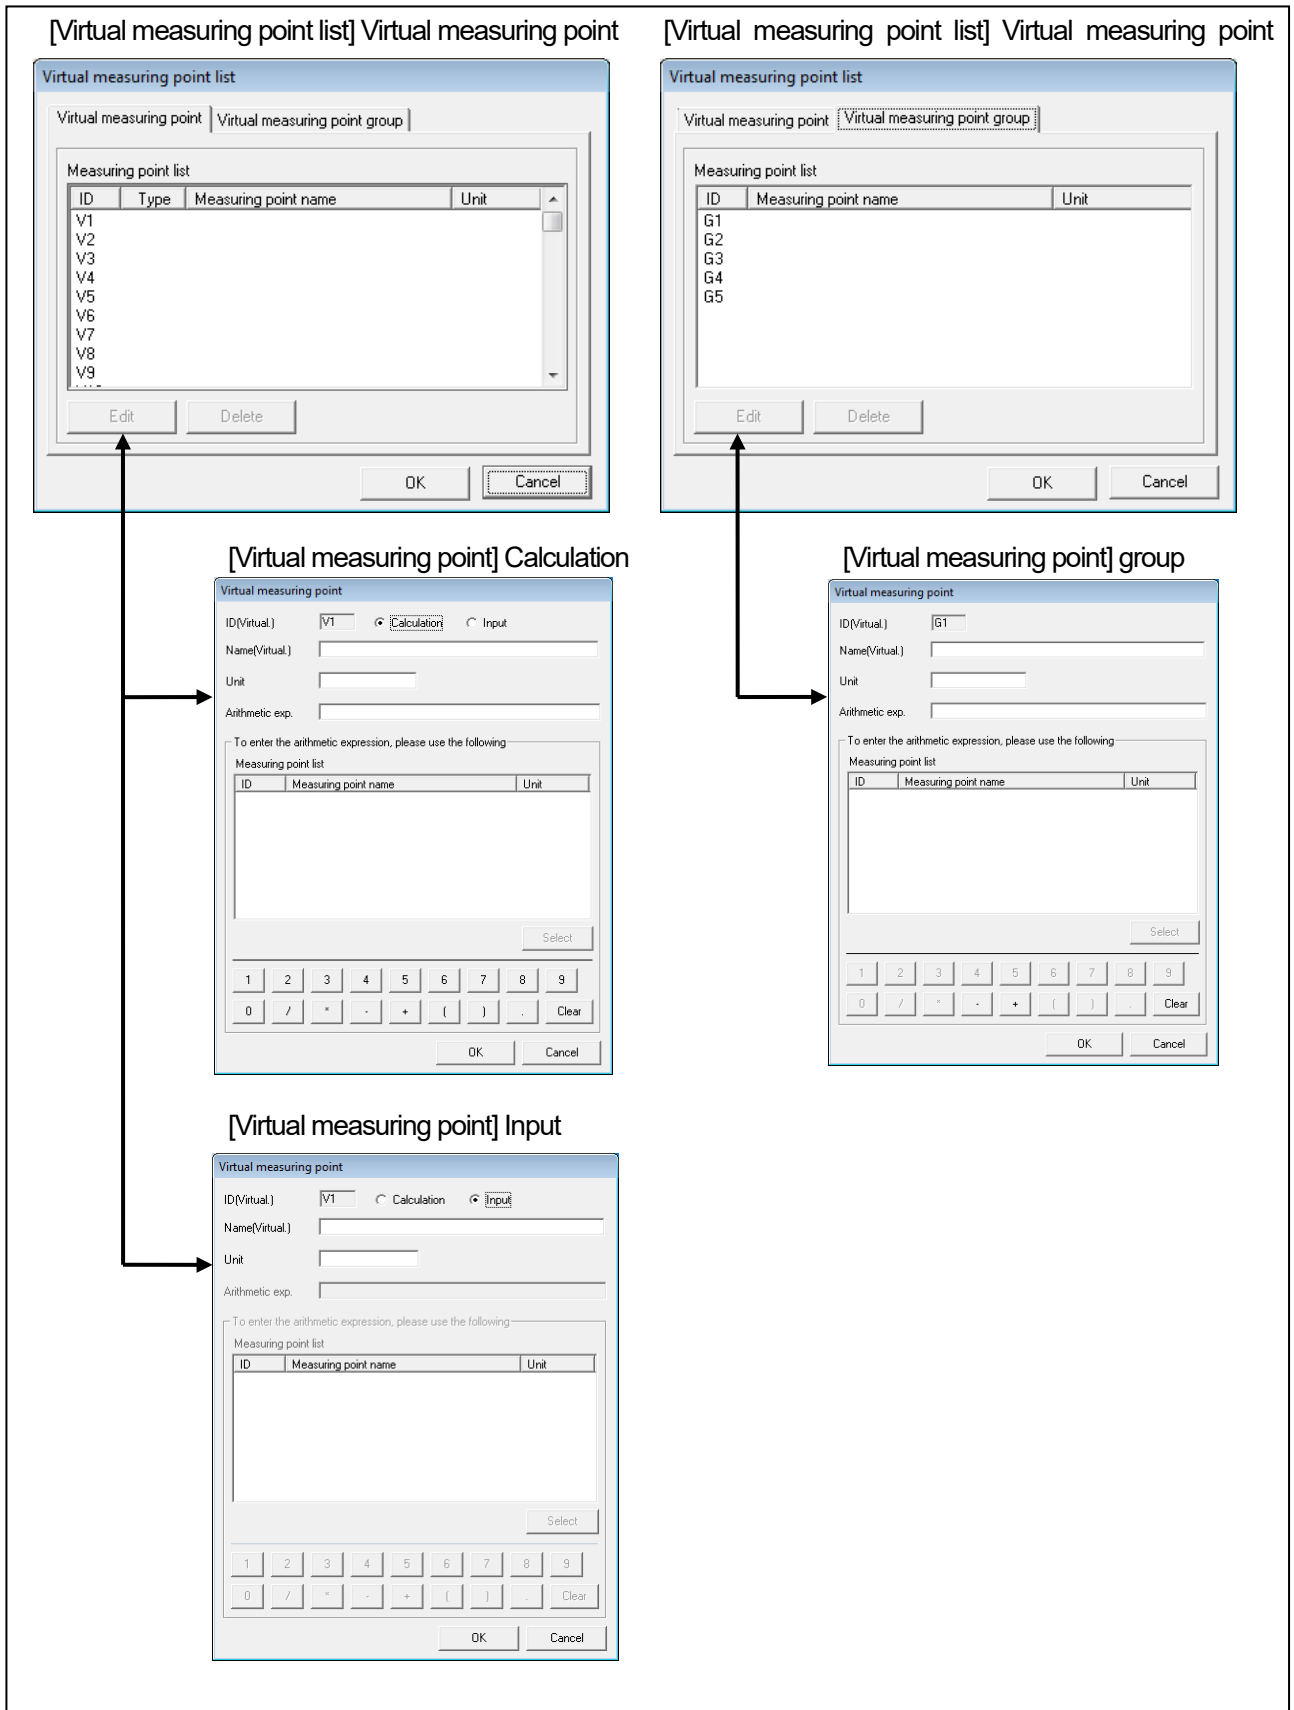 [Virtual measuring point list] Virtual measuring point
Virtual measuring point list
Virtual measuring point Virtual measuring point group
Measuring point list
ID Type Measuring point name Unit
V1
V2
V3
V4
V5
V6
V7
V8
V9
Edit Delete
OK Cancel
[Virtual measuring point list] Virtual measuring point
Virtual measuring point list
Virtual measuring point Virtual measuring point group
Measuring point list
ID Measuring point name Unit
G1
G2
G3
G4
G5
Edit Delete
OK Cancel
[Virtual measuring point] Calculation
Virtual measuring point
ID(Virtual.) V1 Calculation Input
Name(Virtual.)
Unit
Arithmetic exp.
To enter the arithmetic expression, please use the following
Measuring point list
ID Measuring point name Unit
Select
1 2 3 4 5 6 7 8 9
0 / * - + ( ) . Clear
OK Cancel
[Virtual measuring point] group
Virtual measuring point
ID(Virtual.) G1
Name(Virtual.)
Unit
Arithmetic exp.
To enter the arithmetic expression, please use the following
Measuring point list
ID Measuring point name Unit
Select
1 2 3 4 5 6 7 8 9
0 / * - + ( ) . Clear
OK Cancel
[Virtual measuring point] Input
Virtual measuring point
ID(Virtual.) V1 Calculation Input
Name(Virtual.)
Unit
Arithmetic exp.
To enter the arithmetic expression, please use the following
Measuring point list
ID Measuring point name Unit
Select
1 2 3 4 5 6 7 8 9
0 / * - + ( ) . Clear
OK Cancel